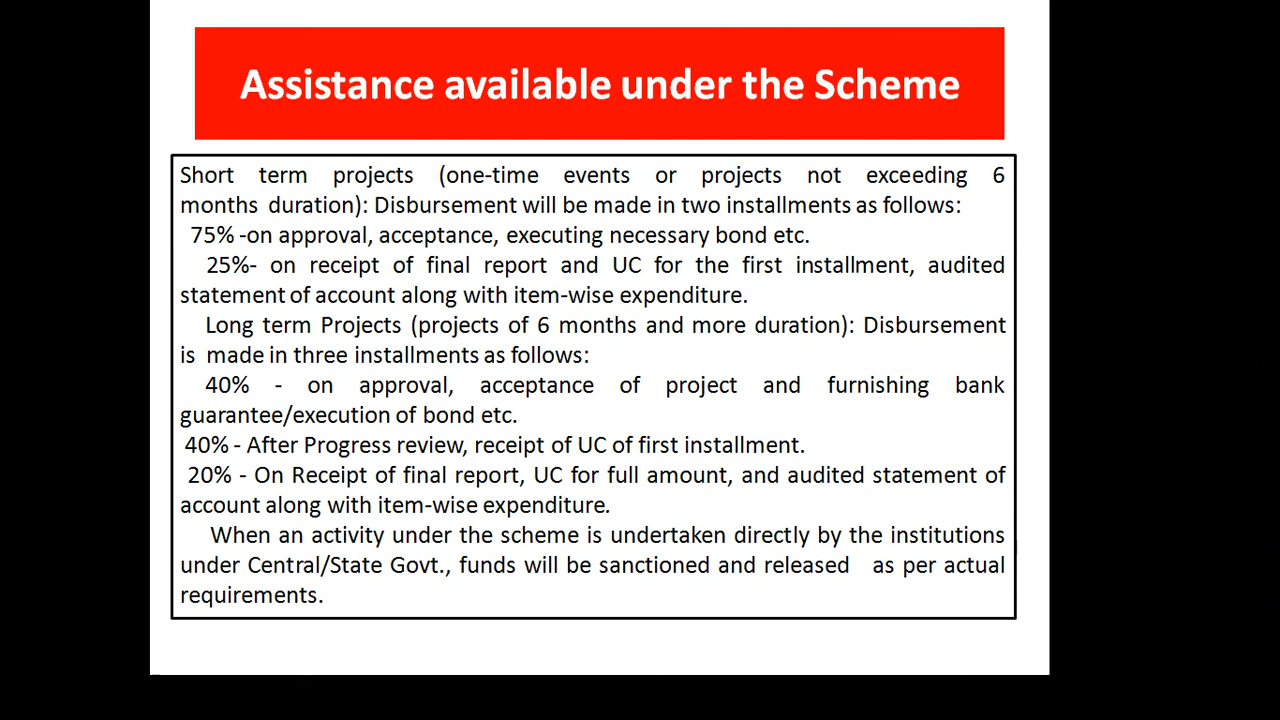 Assistance available under the Scheme
Short term projects (one-time events or projects not exceeding 6
months duration): Disbursement will be made in two installments as follows:
75% -on approval, acceptance, executing necessary bond etc.
25%- on receipt of final report and UC for the first installment, audited
statement of account along with item-wise expenditure.
Long term Projects (projects of 6 months and more duration): Disbursement
is made in three installments as follows:
40% - on approval, acceptance of project and furnishing bank
guarantee/execution of bond etc.
40% - After Progress review, receipt of UC of first installment.
20% - On Receipt of final report, UC for full amount, and audited statement of
account along with item-wise expenditure.
When an activity under the scheme is undertaken directly by the institutions
under Central/State Govt., funds will be sanctioned and released as per actual
requirements.